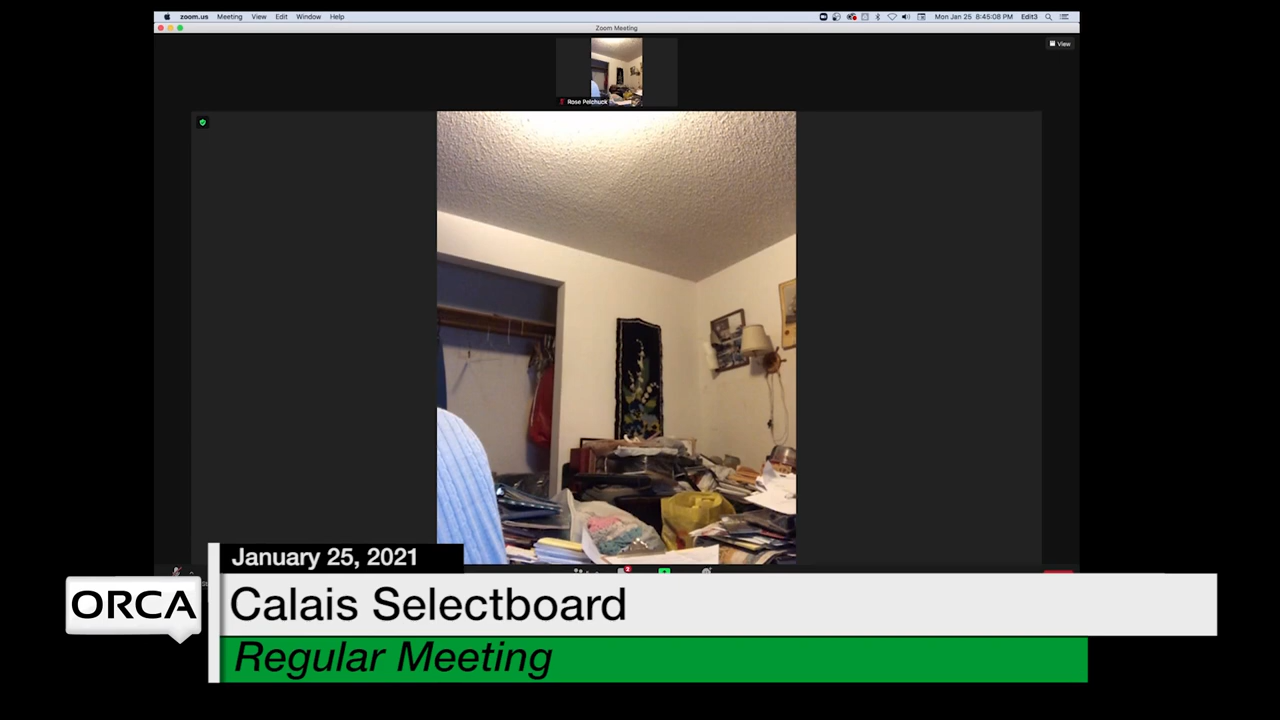 zoom.us Meeting View Edit Window Help Mon Jan 25 8:45:08 PM Edit3
Zoom Meeting
View
Rose Pelchuck
January 25, 2021
ORCA
Calais Selectboard
Regular Meeting